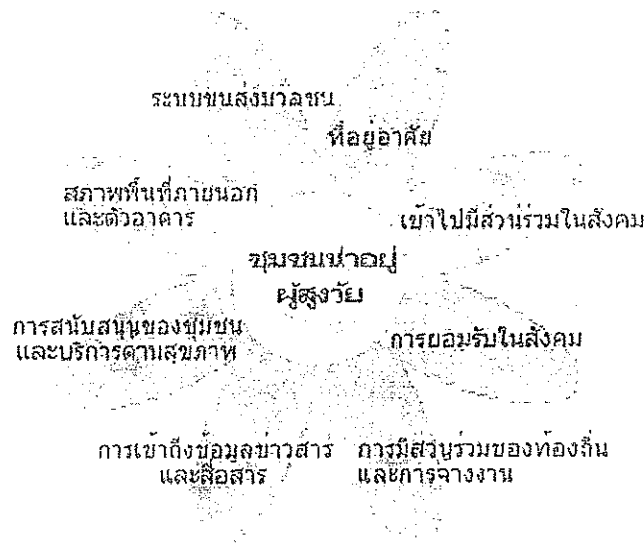 ระบบขนส่งมวลชน
ที่อยู่อาศัย
สภาพพื้นที่ภายนอก
และตัวอาคาร
เข้าไปมีส่วนร่วมในสังคม
ชุมชนน่าอยู่
ผู้สูงวัย
การสนับสนุนของชุมชน
และบริการด้านสุขภาพ
การยอมรับในสังคม
การเข้าถึงข้อมูลข่าวสาร
และสื่อสาร
การมีส่วนร่วมของท้องถิ่น
และการจ้างงาน